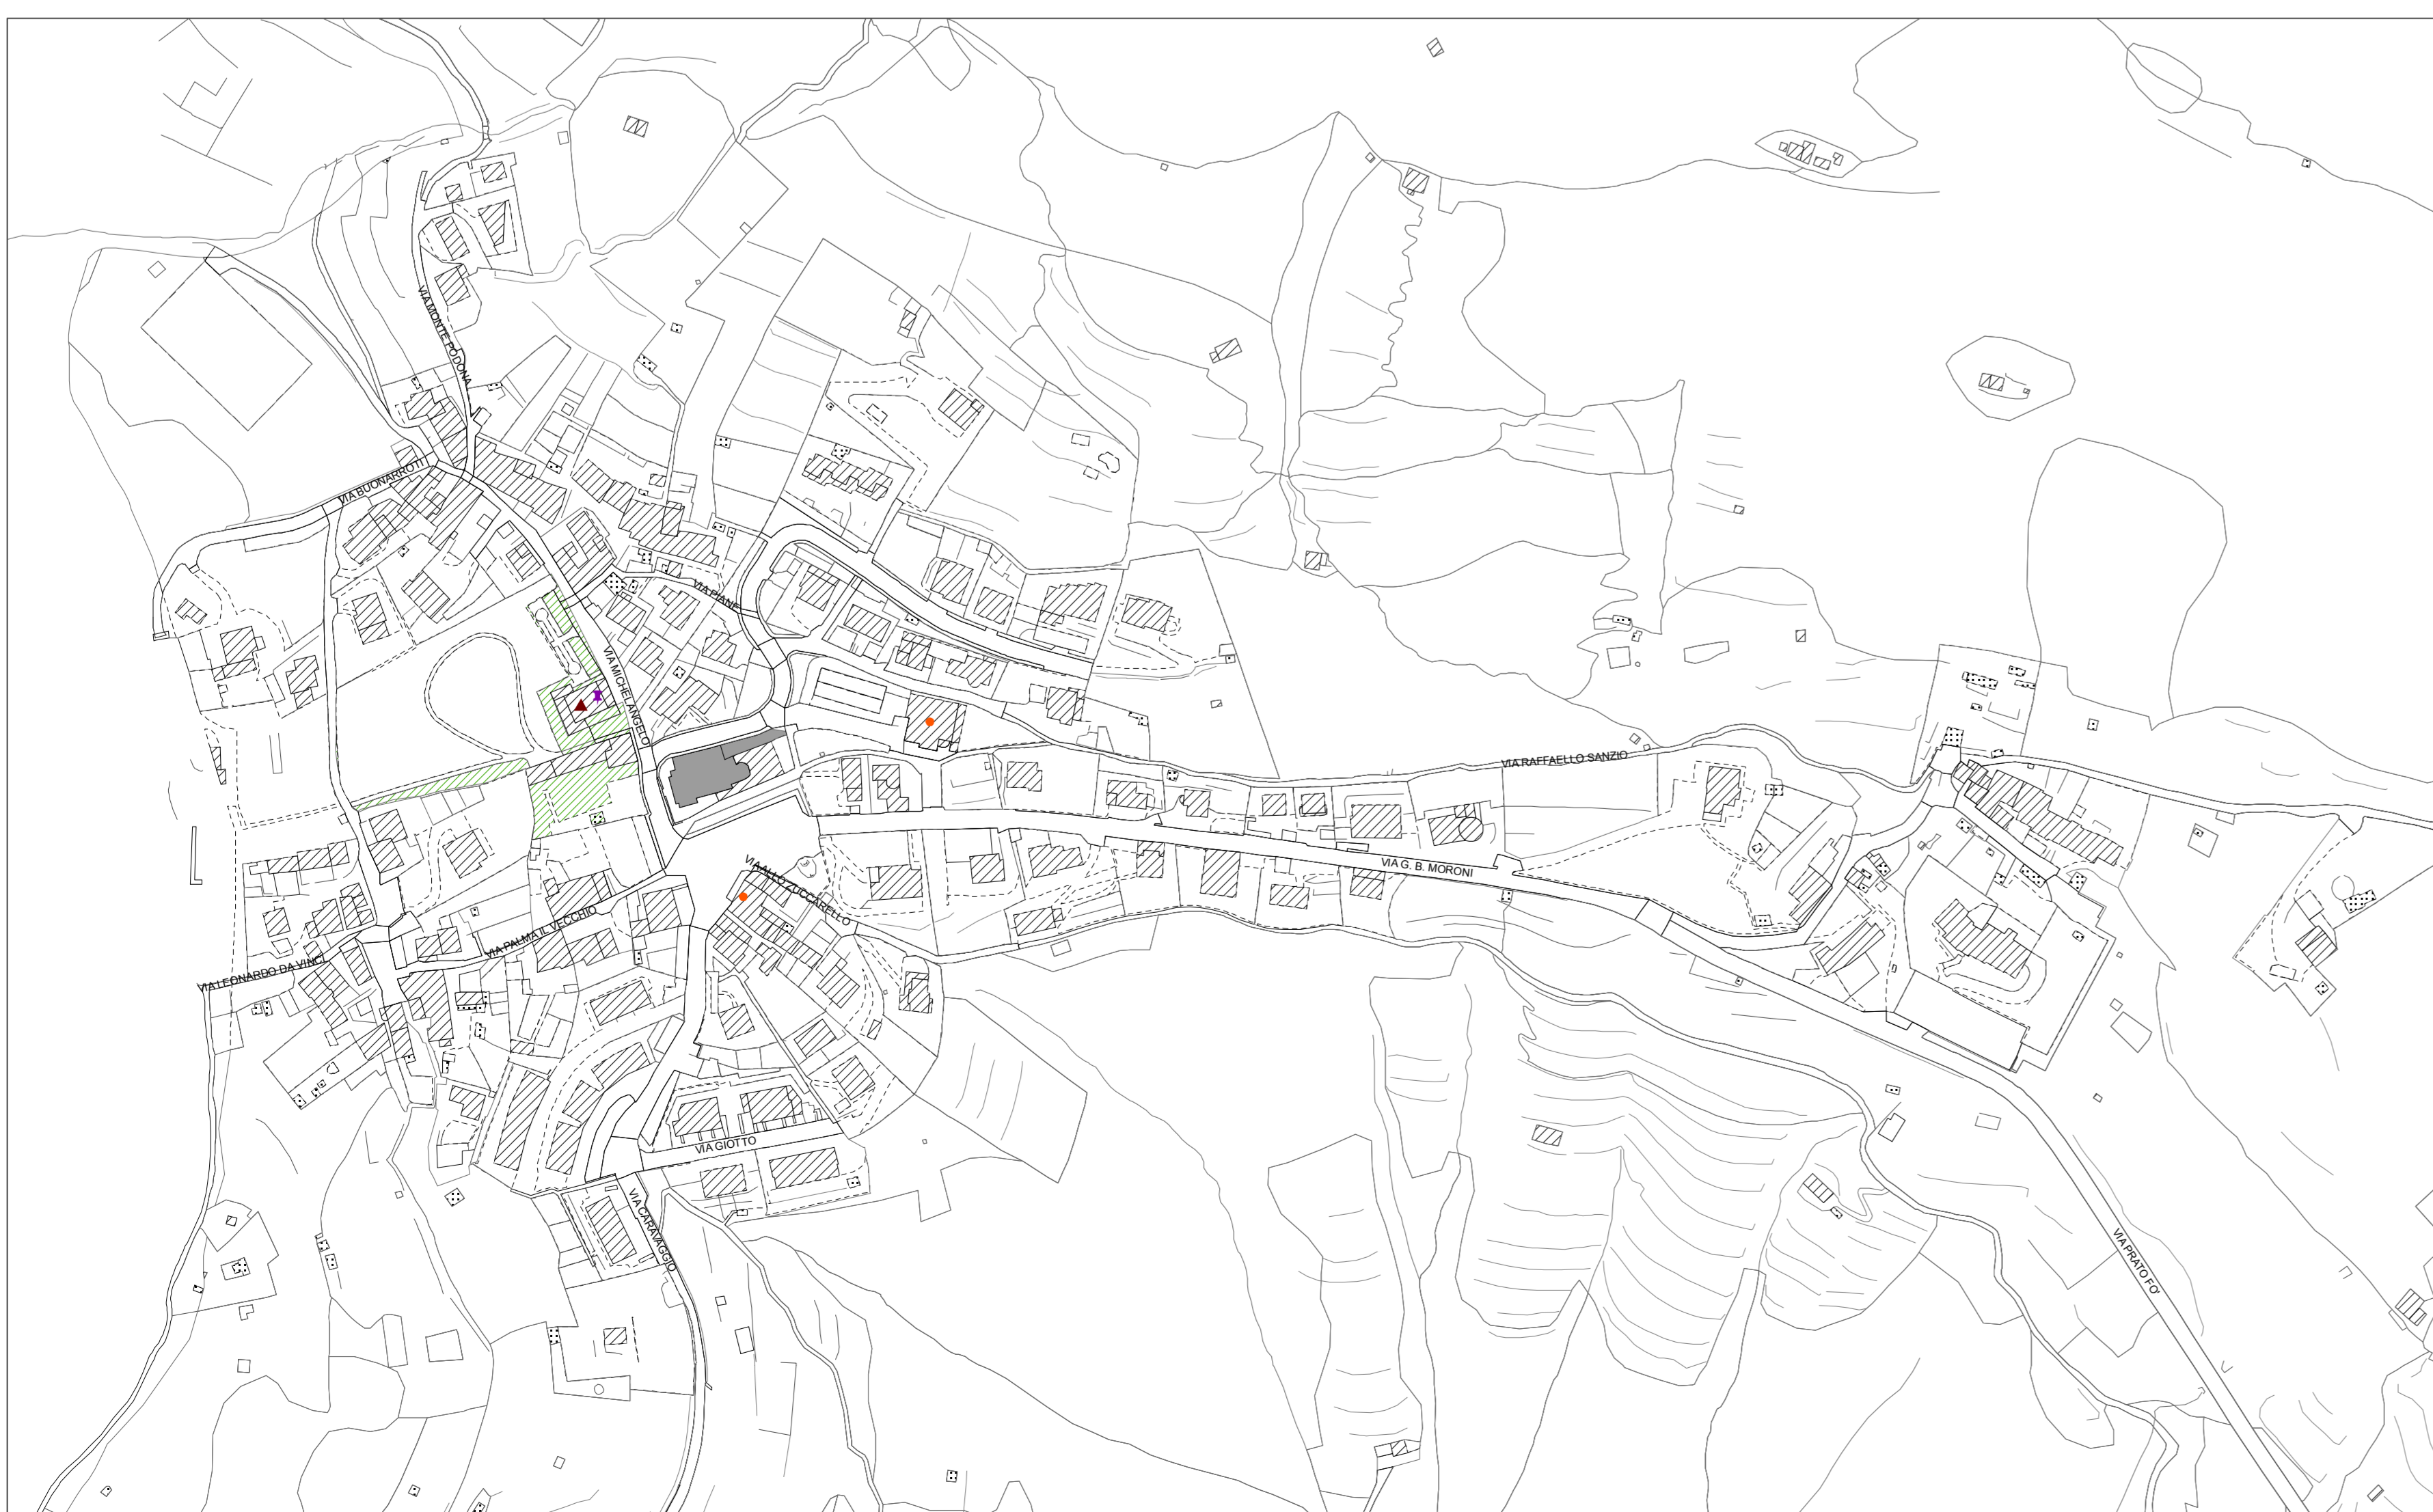 VIA MONTE PODONA
VIA BUONARROTI
VIA PIANE
VIA MICHELANGELO
VIA RAFFAELLO SANZIO
VIA G. B. MORONI
VIA ALLO ZUCCARELLO
VIA PALMA IL VECCHIO
VIA LEONARDO DA VINCI
VIA GIOTTO
VIA CARAVAGGIO
VIA PRATO FO'